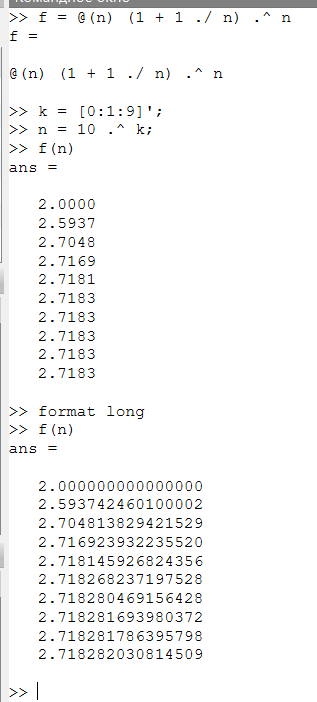 Командное окно
>> f = @(n) (1 + 1 ./ n) .^ n
f =
@(n) (1 + 1 ./ n) .^ n
>> k = [0:1:9]';
>> n = 10 .^ k;
>> f(n)
ans =
2.0000
2.5937
2.7048
2.7169
2.7181
2.7183
2.7183
2.7183
2.7183
2.7183
>> format long
>> f(n)
ans =
2.000000000000000
2.593742460100002
2.704813829421529
2.716923932235520
2.718145926824356
2.718268237197528
2.718280469156428
2.718281693980372
2.718281786395798
2.718282030814509
>>